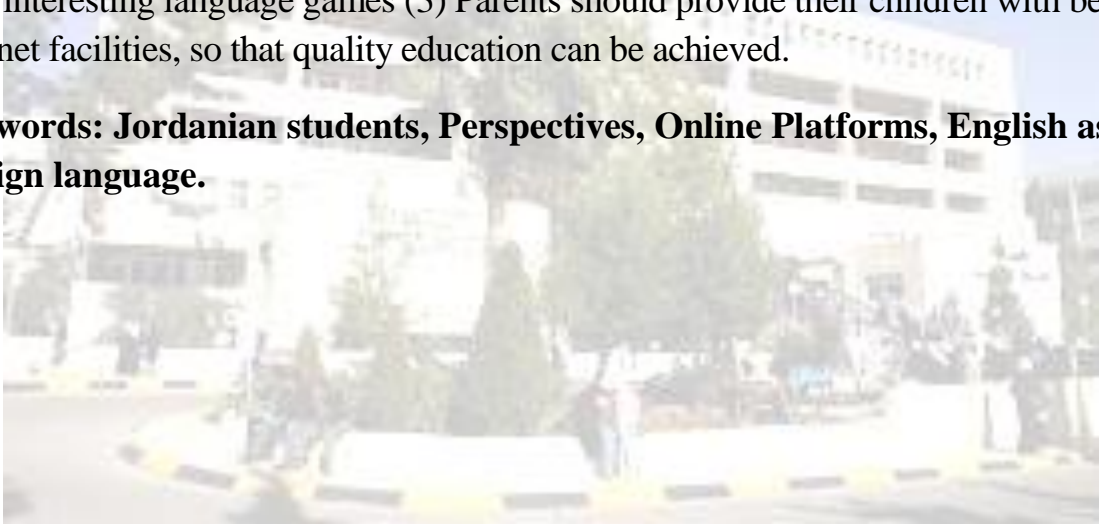 interesting language games (5) Parents should provide their children with be
net facilities, so that quality education can be achieved.
words: Jordanian students, Perspectives, Online Platforms, English as
ign language.